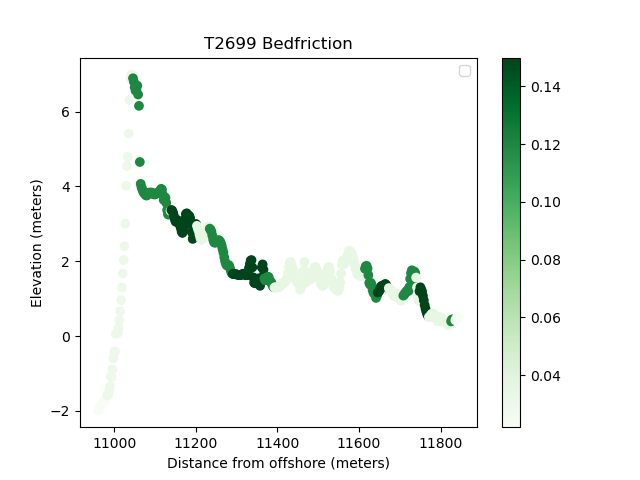 T2699 Bedfriction
Elevation (meters)
6
4
2
0
−2
11000 11200 11400 11600 11800
Distance from offshore (meters)
0.14
0.12
0.10
0.08
0.06
0.04